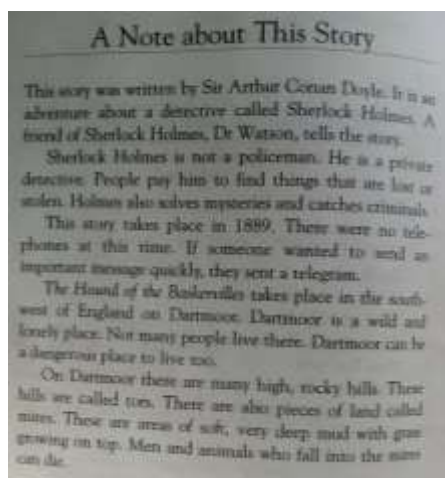 A Note about This Story
This story was written by Sir Arthur Conan Doyle. It is an
adventure about a detective called Sherlock Holmes. A
friend of Sherlock Holmes, Dr Watson, tells the story.
Sherlock Holmes is not a policeman. He is a private
detective. People pay him to find things that are lost or
stolen. Holmes also solves mysteries and catches criminals.
This story takes place in 1889. There were no tele-
phones at this time. If someone wanted to send an
important message quickly, they sent a telegram.
The Hound of the Baskervilles takes place in the south-
west of England on Dartmoor. Dartmoor is a wild and
lonely place. Not many people live there. Dartmoor can be
a dangerous place to live too.
On Dartmoor there are many high, rocky hills. These
hills are called tors. There are also pieces of land called
mires. These are areas of soft, very deep mud with grass
growing on top. Men and animals who fall into the mires
can die.